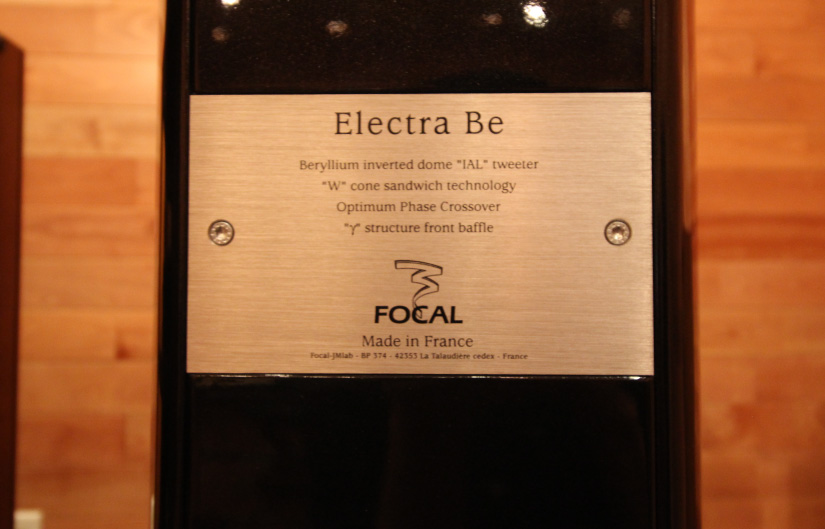 Electra Be
Beryllium inverted dome "IAL" tweeter
"W" cone sandwich technology
Optimum Phase Crossover
"γ" structure front baffle
FOCAL
Made in France
Focal-JMlab - BP 374 - 42353 La Talaudière cedex - France